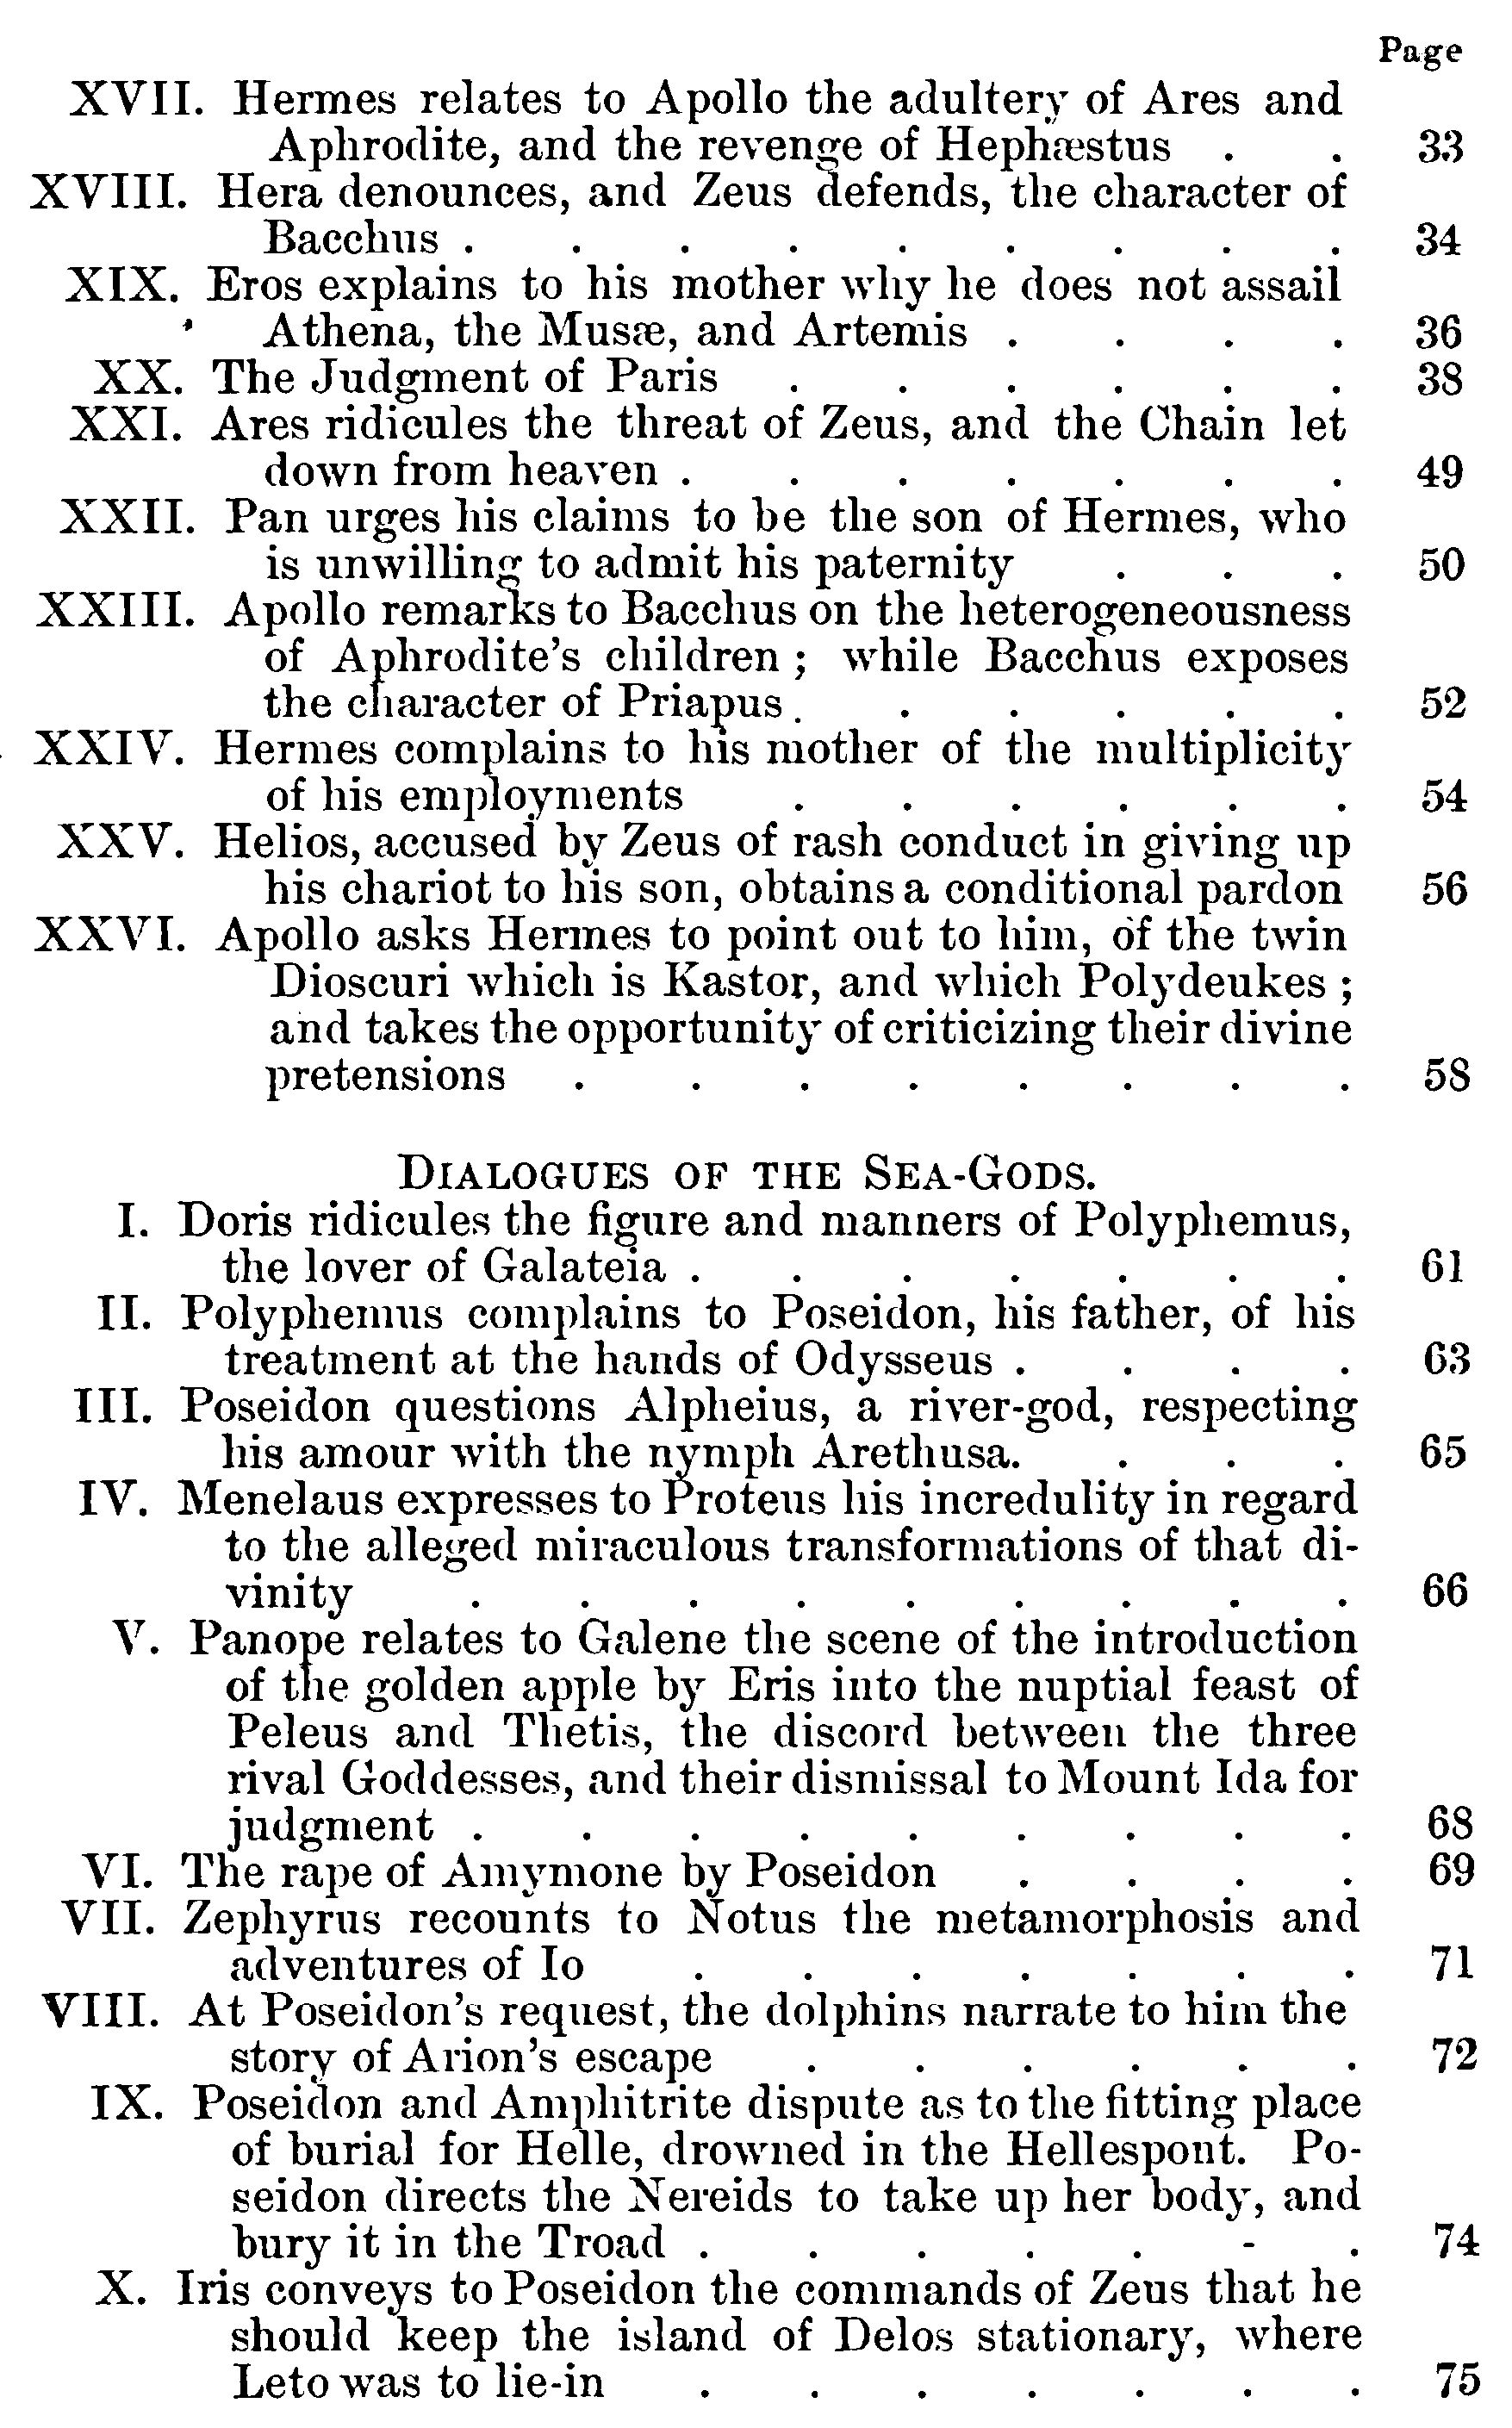 Page
XVII. Hermes relates to Apollo the adultery of Ares and
Aphrodite, and the revenge of Hephæstus . . 33
XVIII. Hera denounces, and Zeus defends, the character of
Bacchus . . . . . . . . . 34
XIX. Eros explains to his mother why he does not assail
Athena, the Musæ, and Artemis . . . . 36
XX. The Judgment of Paris . . . . . . 38
XXI. Ares ridicules the threat of Zeus, and the Chain let
down from heaven . . . . . . . 49
XXII. Pan urges his claims to be the son of Hermes, who
is unwilling to admit his paternity . . . 50
XXIII. Apollo remarks to Bacchus on the heterogeneousness
of Aphrodite's children ; while Bacchus exposes
the character of Priapus . . . . . . 52
XXIV. Hermes complains to his mother of the multiplicity
of his employments . . . . . . 54
XXV. Helios, accused by Zeus of rash conduct in giving up
his chariot to his son, obtains a conditional pardon 56
XXVI. Apollo asks Hermes to point out to him, of the twin
Dioscuri which is Kastor, and which Polydeukes ;
and takes the opportunity of criticizing their divine
pretensions . . . . . . . . 58
DIALOGUES OF THE SEA-GODS.
I. Doris ridicules the figure and manners of Polyphemus,
the lover of Galateia . . . . . . . 61
II. Polyphemus complains to Poseidon, his father, of his
treatment at the hands of Odysseus . . . . 63
III. Poseidon questions Alpheius, a river-god, respecting
his amour with the nymph Arethusa. . . . 65
IV. Menelaus expresses to Proteus his incredulity in regard
to the alleged miraculous transformations of that di-
vinity . . . . . . . . . 66
V. Panope relates to Galene the scene of the introduction
of the golden apple by Eris into the nuptial feast of
Peleus and Thetis, the discord between the three
rival Goddesses, and their dismissal to Mount Ida for
judgment . . . . . . . . . 68
VI. The rape of Amymone by Poseidon . . . . 69
VII. Zephyrus recounts to Notus the metamorphosis and
adventures of Io . . . . . . . 71
VIII. At Poseidon's request, the dolphins narrate to him the
story of Arion's escape . . . . . . 72
IX. Poseidon and Amphitrite dispute as to the fitting place
of burial for Helle, drowned in the Hellespont. Po-
seidon directs the Nereids to take up her body, and
bury it in the Troad . . . . . - . 74
X. Iris conveys to Poseidon the commands of Zeus that he
should keep the island of Delos stationary, where
Leto was to lie-in . . . . . . . 75